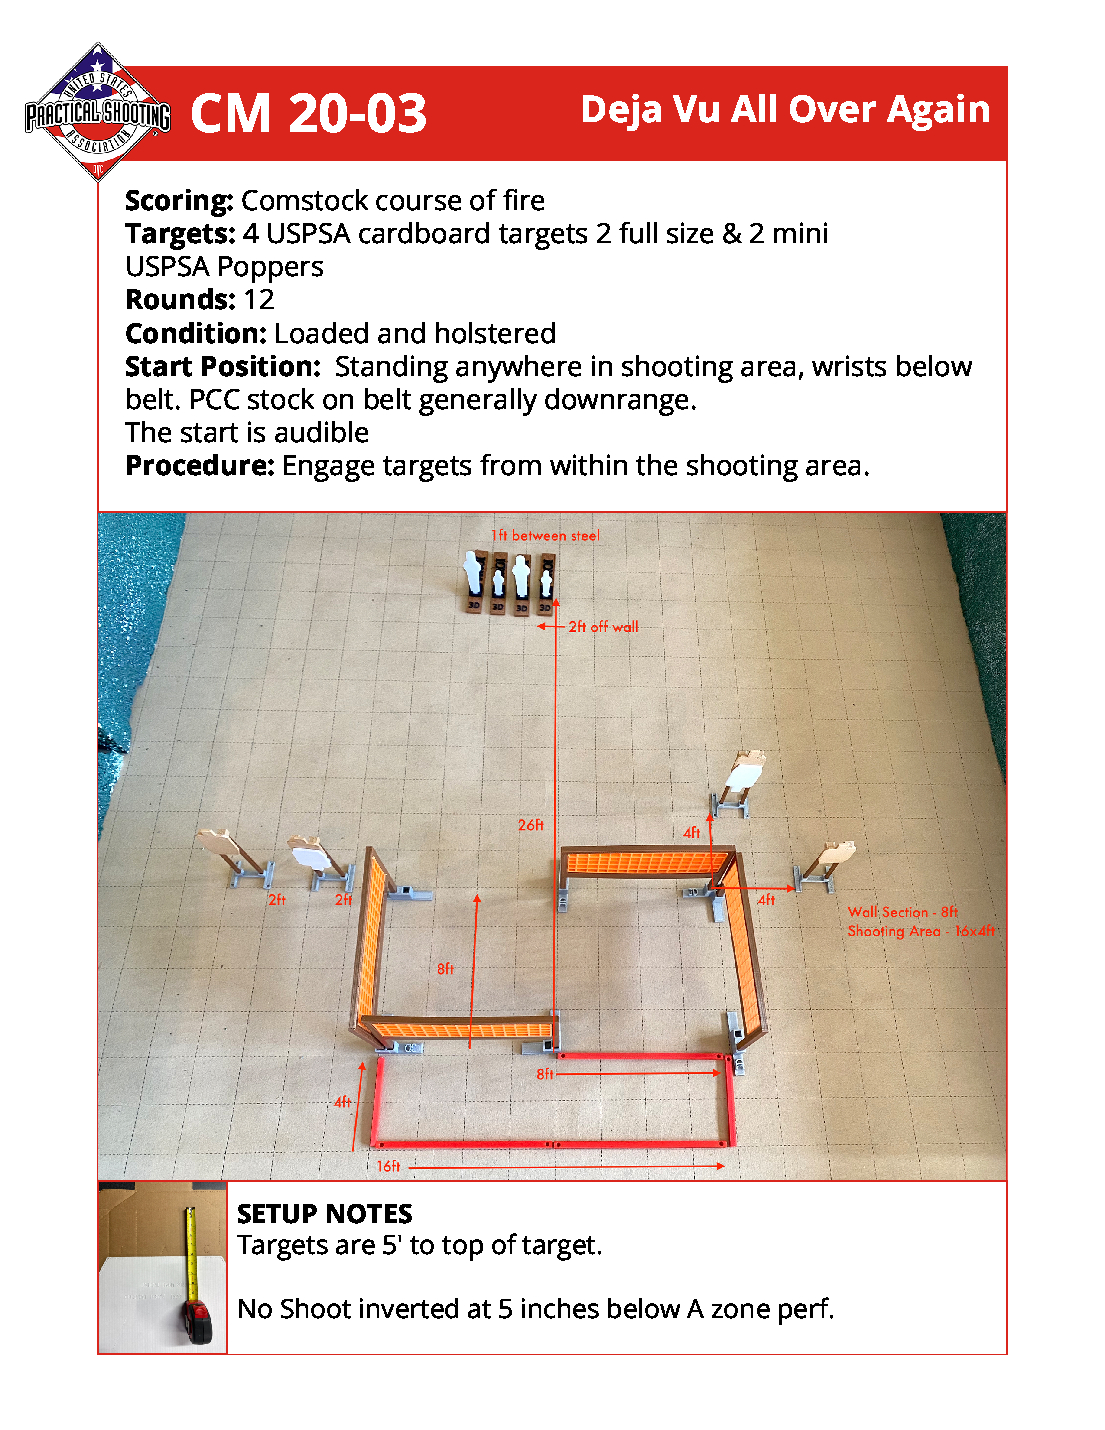 UNITED STATES
PRACTICAL SHOOTING
ASSOCIATION
CM 20-03
Deja Vu All Over Again
Scoring: Comstock course of fire
Targets: 4 USPSA cardboard targets 2 full size & 2 mini
USPSA Poppers
Rounds: 12
Condition: Loaded and holstered
Start Position: Standing anywhere in shooting area, wrists below
belt. PCC stock on belt generally downrange.
The start is audible
Procedure: Engage targets from within the shooting area.
1ft between steel
3D 3D 3D 3D
2ft off wall
26ft
4ft
2ft
2ft
4ft
Wall Section - 8ft
Shooting Area - 16x4ft
8ft
8ft
4ft
16ft
SETUP NOTES
Targets are 5' to top of target.
No Shoot inverted at 5 inches below A zone perf.